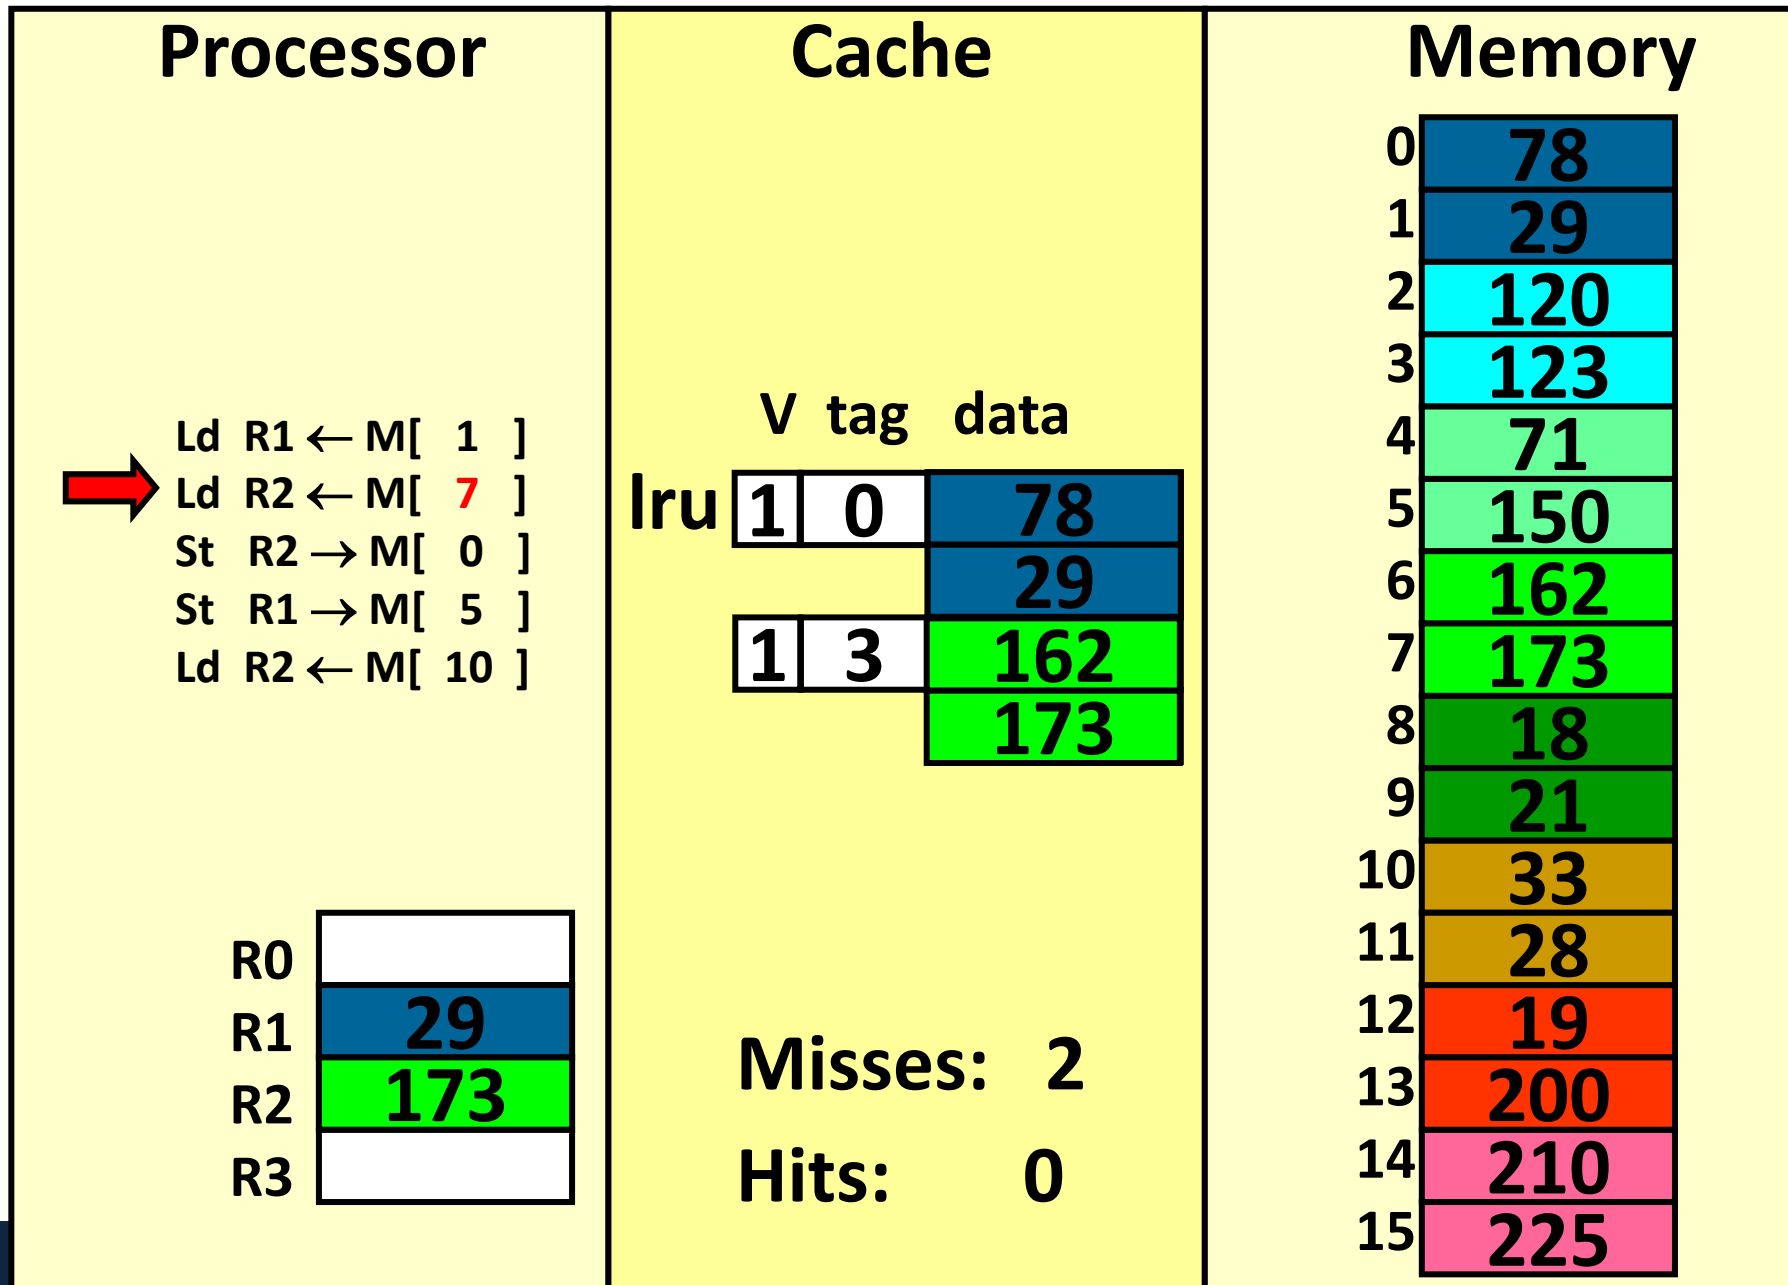 Processor
Ld R1 ← M[ 1 ]
Ld R2 ← M[ 7 ]
St R2 → M[ 0 ]
St R1 → M[ 5 ]
Ld R2 ← M[ 10 ]
R0
R1 29
R2 173
R3
Cache
V tag data
lru 1 0 78
29
1 3 162
173
Misses: 2
Hits: 0
Memory
0 78
1 29
2 120
3 123
4 71
5 150
6 162
7 173
8 18
9 21
10 33
11 28
12 19
13 200
14 210
15 225